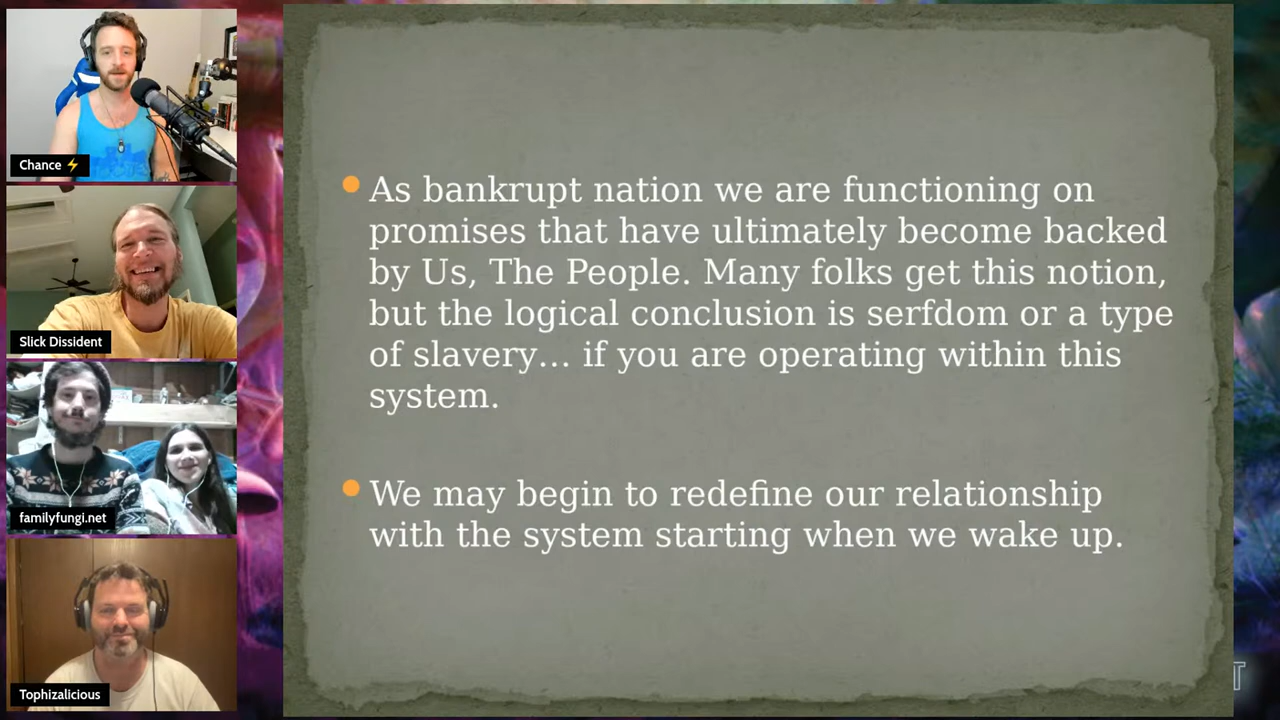 Chance ⚡
Slick Dissident
familyfungi.net
Tophizalicious
As bankrupt nation we are functioning on
promises that have ultimately become backed
by Us, The People. Many folks get this notion,
but the logical conclusion is serfdom or a type
of slavery... if you are operating within this
system.
We may begin to redefine our relationship
with the system starting when we wake up.
T